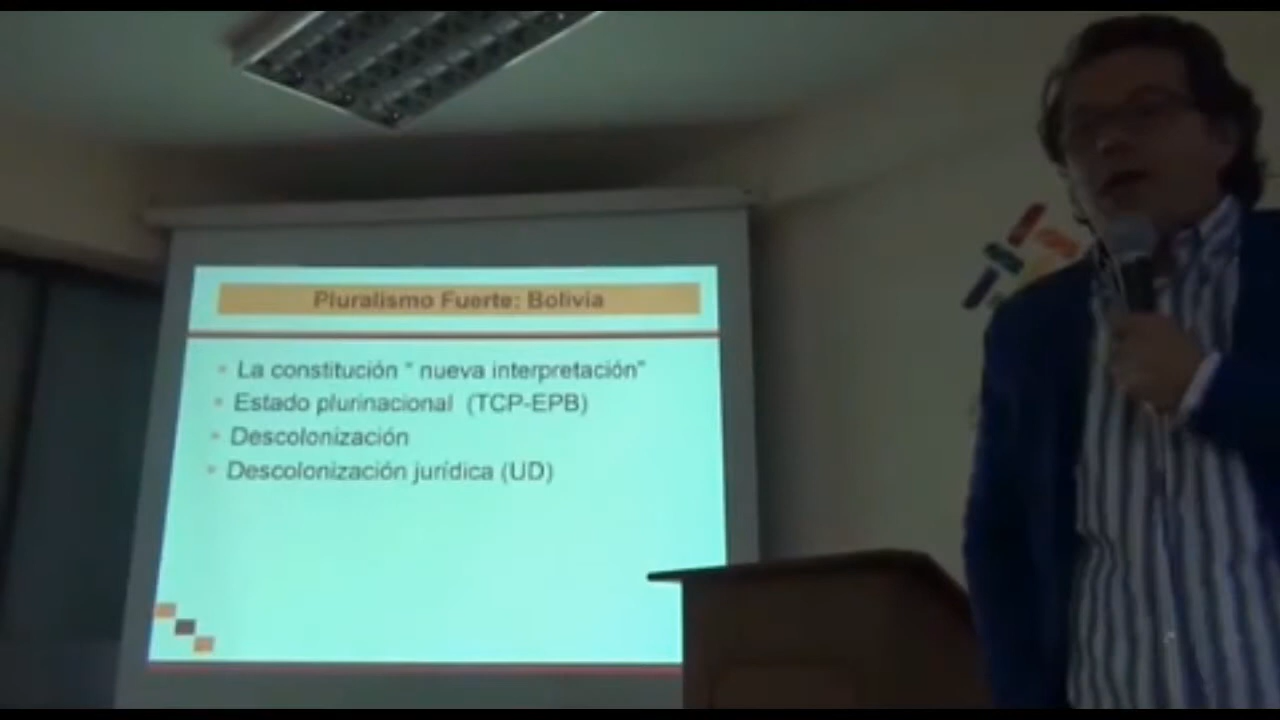 Pluralismo Fuerte: Bolivia
La constitución " nueva interpretación"
Estado plurinacional (TCP-EPB)
Descolonización
Descolonización jurídica (UD)